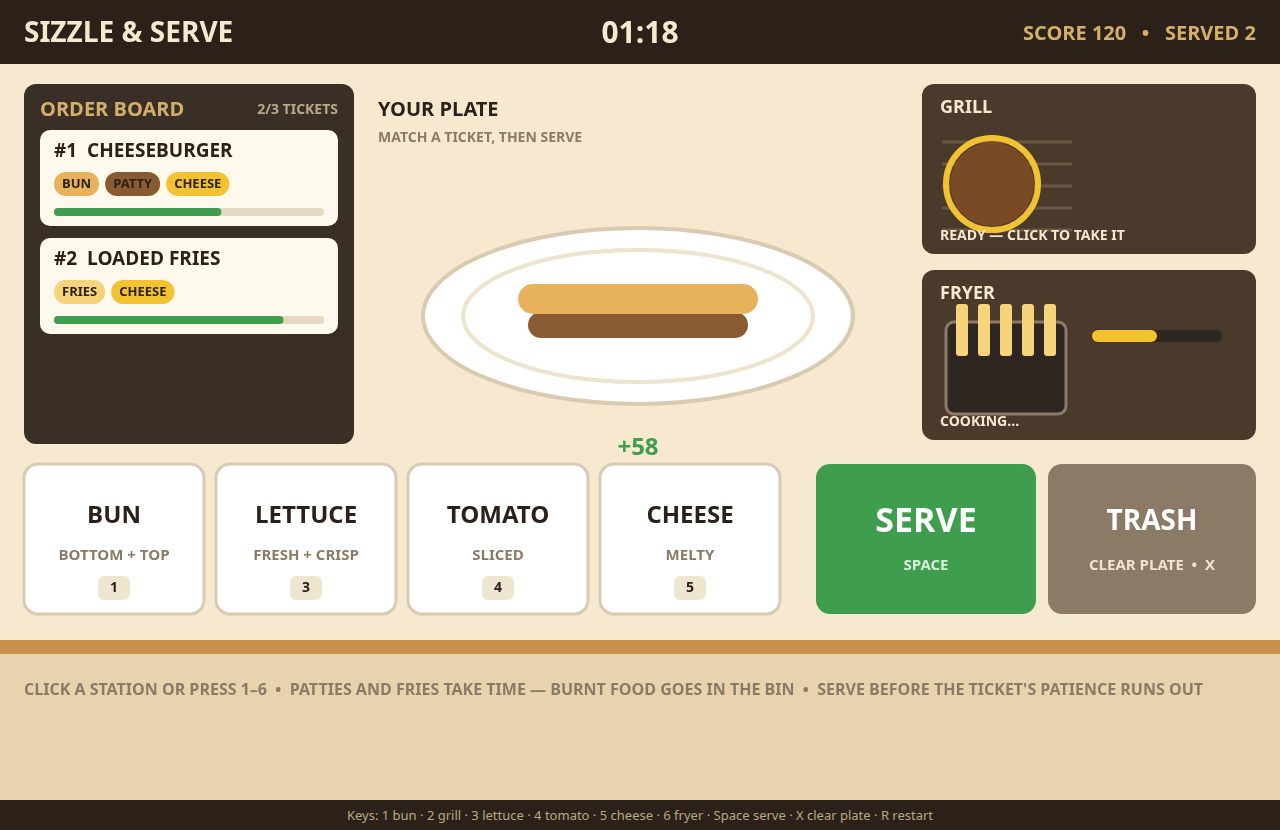 SIZZLE & SERVE
01:18
SCORE 120 • SERVED 2
ORDER BOARD
2/3 TICKETS
#1 CHEESEBURGER
BUN PATTY CHEESE
#2 LOADED FRIES
FRIES CHEESE
YOUR PLATE
MATCH A TICKET, THEN SERVE
+58
GRILL
READY — CLICK TO TAKE IT
FRYER
COOKING...
BUN
BOTTOM + TOP
1
LETTUCE
FRESH + CRISP
3
TOMATO
SLICED
4
CHEESE
MELTY
5
SERVE
SPACE
TRASH
CLEAR PLATE • X
CLICK A STATION OR PRESS 1–6 • PATTIES AND FRIES TAKE TIME — BURNT FOOD GOES IN THE BIN • SERVE BEFORE THE TICKET'S PATIENCE RUNS OUT
Keys: 1 bun · 2 grill · 3 lettuce · 4 tomato · 5 cheese · 6 fryer · Space serve · X clear plate · R restart